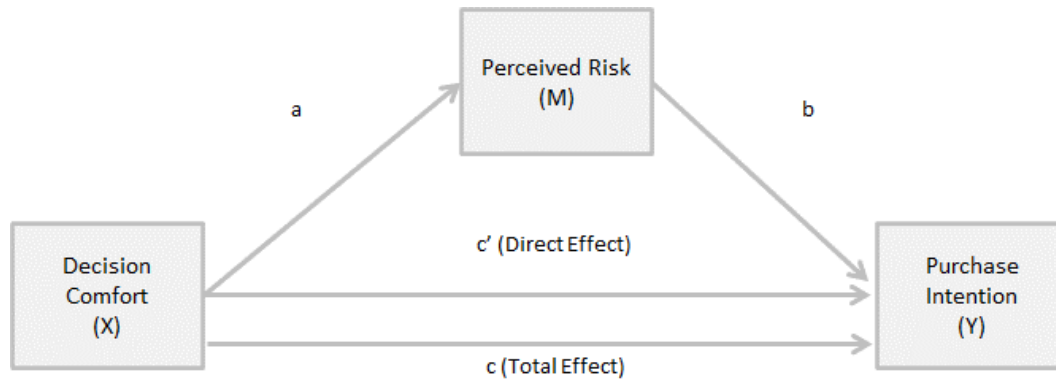 Perceived Risk
(M)
a
b
c’ (Direct Effect)
Decision
Comfort
(X)
Purchase
Intention
(Y)
c (Total Effect)